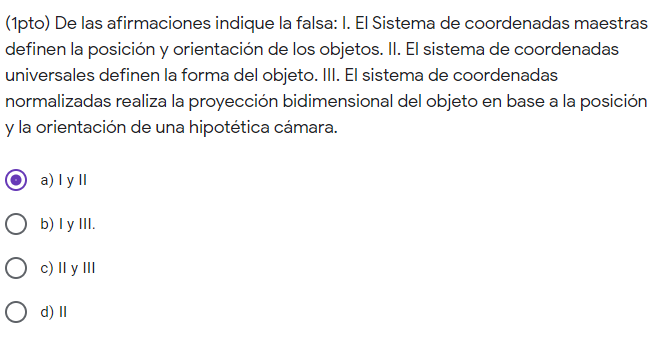 (1pto) De las afirmaciones indique la falsa: I. El Sistema de coordenadas maestras
definen la posición y orientación de los objetos. II. El sistema de coordenadas
universales definen la forma del objeto. III. El sistema de coordenadas
normalizadas realiza la proyección bidimensional del objeto en base a la posición
y la orientación de una hipotética cámara.
a) I y II
b) I y III.
c) II y III
d) II